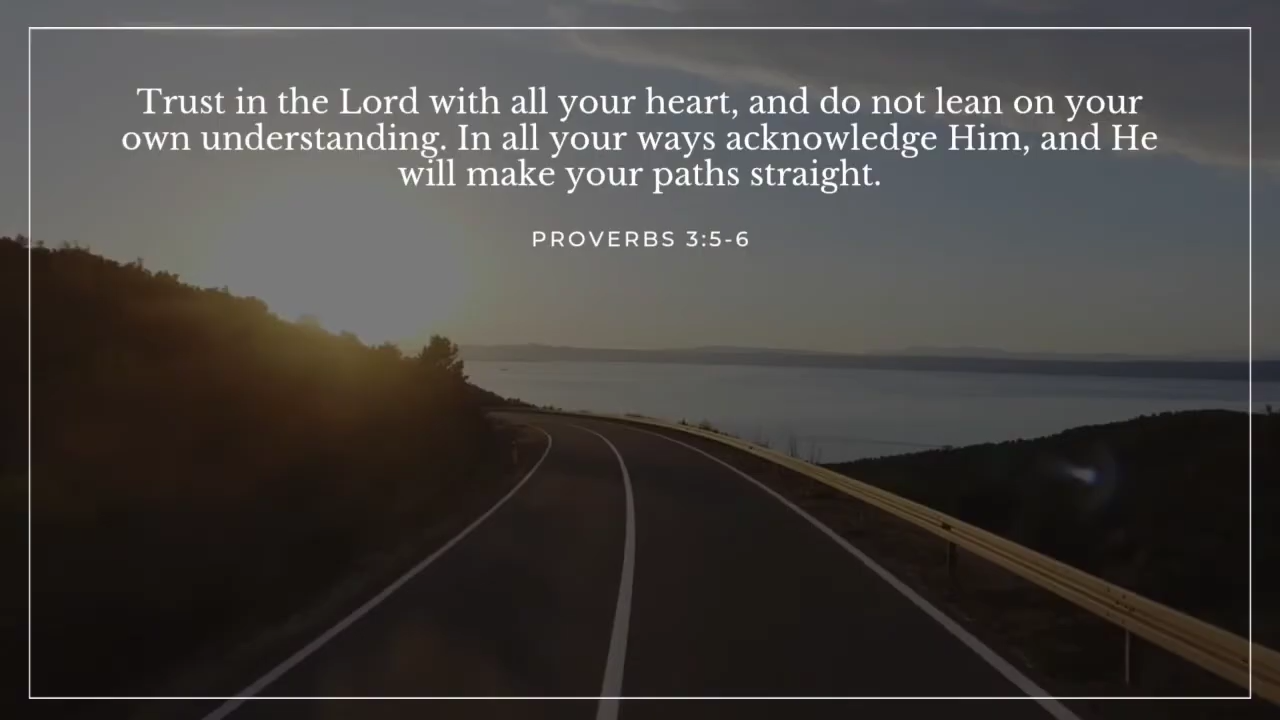 Trust in the Lord with all your heart, and do not lean on your
own understanding. In all your ways acknowledge Him, and He
will make your paths straight.
PROVERBS 3:5-6